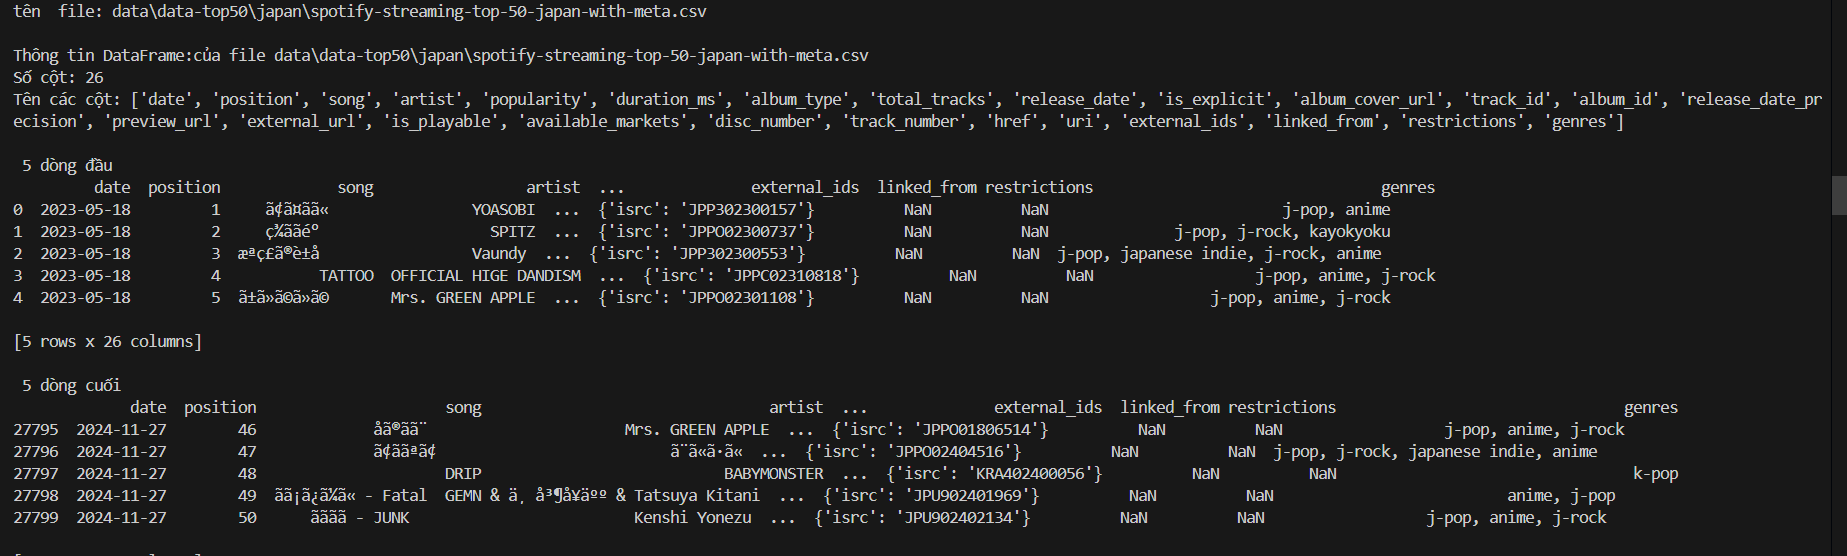 tên  file: data\data-top50\japan\spotify-streaming-top-50-japan-with-meta.csv
Thông tin DataFrame:của file data\data-top50\japan\spotify-streaming-top-50-japan-with-meta.csv
Số cột: 26
Tên các cột: ['date', 'position', 'song', 'artist', 'popularity', 'duration_ms', 'album_type', 'total_tracks', 'release_date', 'is_explicit', 'album_cover_url', 'track_id', 'album_id', 'release_date_pr
ecision', 'preview_url', 'external_url', 'is_playable', 'available_markets', 'disc_number', 'track_number', 'href', 'uri', 'external_ids', 'linked_from', 'restrictions', 'genres']
5 dòng đầu
date position song artist ... external_ids linked_from restrictions genres
0 2023-05-18 1 ã¢ã¤ãã« YOASOBI ... {'isrc': 'JPP302300157'} NaN NaN j-pop, anime
1 2023-05-18 2 ç¾ããé° SPITZ ... {'isrc': 'JPPO02300737'} NaN NaN j-pop, j-rock, kayokyoku
2 2023-05-18 3 æªç£ã®è±å Vaundy ... {'isrc': 'JPP302300553'} NaN NaN j-pop, japanese indie, j-rock, anime
3 2023-05-18 4 TATTOO OFFICIAL HIGE DANDISM ... {'isrc': 'JPPC02310818'} NaN NaN j-pop, anime, j-rock
4 2023-05-18 5 ã±ã»ã©ã»ã© Mrs. GREEN APPLE ... {'isrc': 'JPPO02301108'} NaN NaN j-pop, anime, j-rock
[5 rows x 26 columns]
5 dòng cuối
date position song artist ... external_ids linked_from restrictions genres
27795 2024-11-27 46 åã®ãã¨ Mrs. GREEN APPLE ... {'isrc': 'JPPO01806514'} NaN NaN j-pop, anime, j-rock
27796 2024-11-27 47 ã¢ããªã¢ ã¨ã«ã·ã« ... {'isrc': 'JPPO02404516'} NaN NaN j-pop, j-rock, japanese indie, anime
27797 2024-11-27 48 DRIP BABYMONSTER ... {'isrc': 'KRA402400056'} NaN NaN k-pop
27798 2024-11-27 49 ãã¡ã¿ã¼ã« - Fatal GEMN & ä¸­å³¶å¥äºº & Tatsuya Kitani ... {'isrc': 'JPU902401969'} NaN NaN anime, j-pop
27799 2024-11-27 50 ãããã - JUNK Kenshi Yonezu ... {'isrc': 'JPU902402134'} NaN NaN j-pop, anime, j-rock